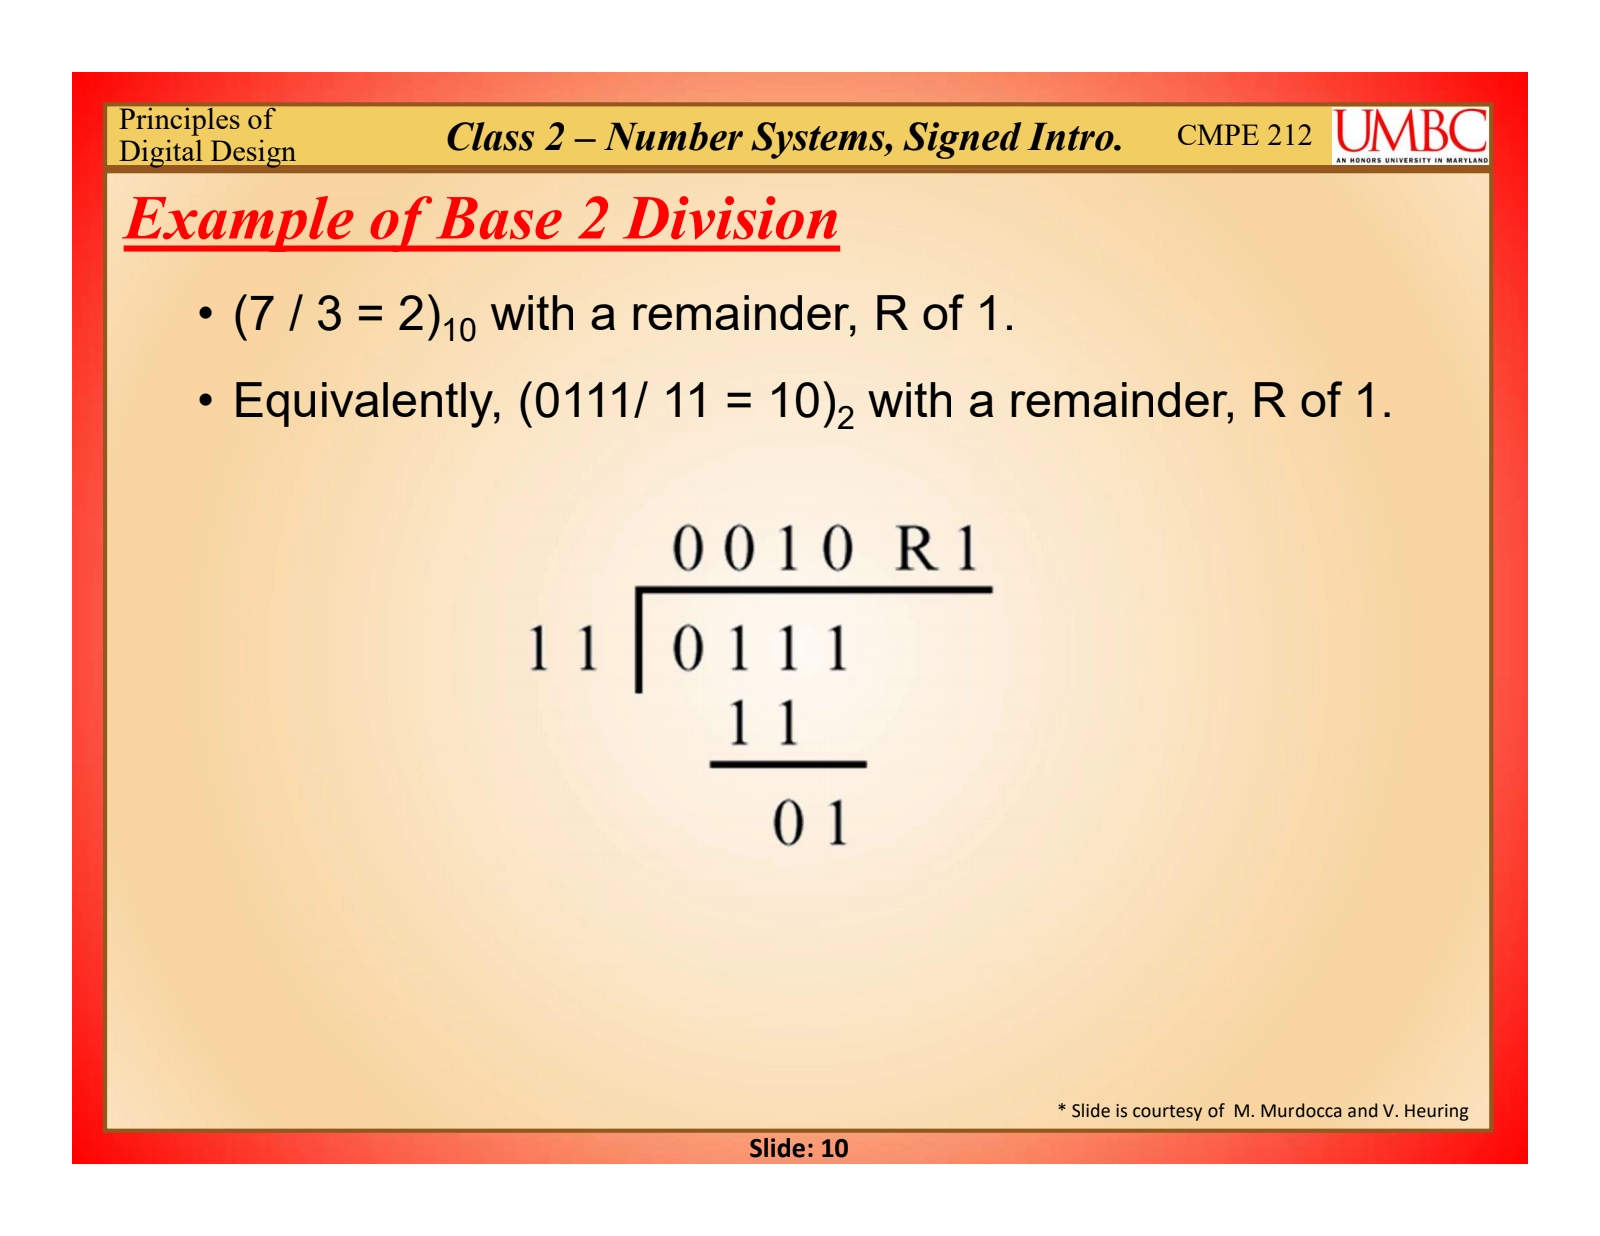 Principles of
Digital Design
Class 2 – Number Systems, Signed Intro.
CMPE 212
UMBC
AN HONORS UNIVERSITY IN MARYLAND
Example of Base 2 Division
• (7 / 3 = 2)₁₀ with a remainder, R of 1.
• Equivalently, (0111/ 11 = 10)₂ with a remainder, R of 1.
0 0 1 0 R 1
1 1 0 1 1 1
1 1
0 1
* Slide is courtesy of M. Murdocca and V. Heuring
Slide: 10